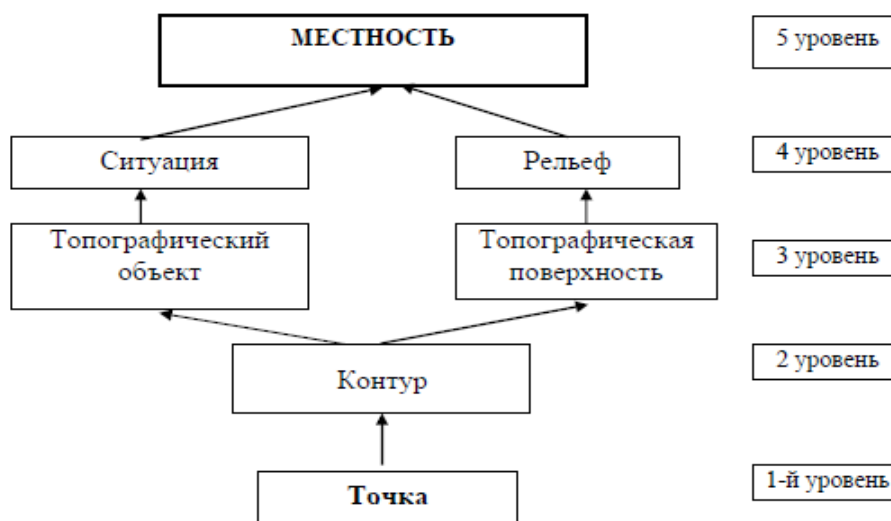 МЕСТНОСТЬ
5 уровень
Ситуация
Рельеф
4 уровень
Топографический
объект
Топографическая
поверхность
3 уровень
Контур
2 уровень
Точка
1-й уровень